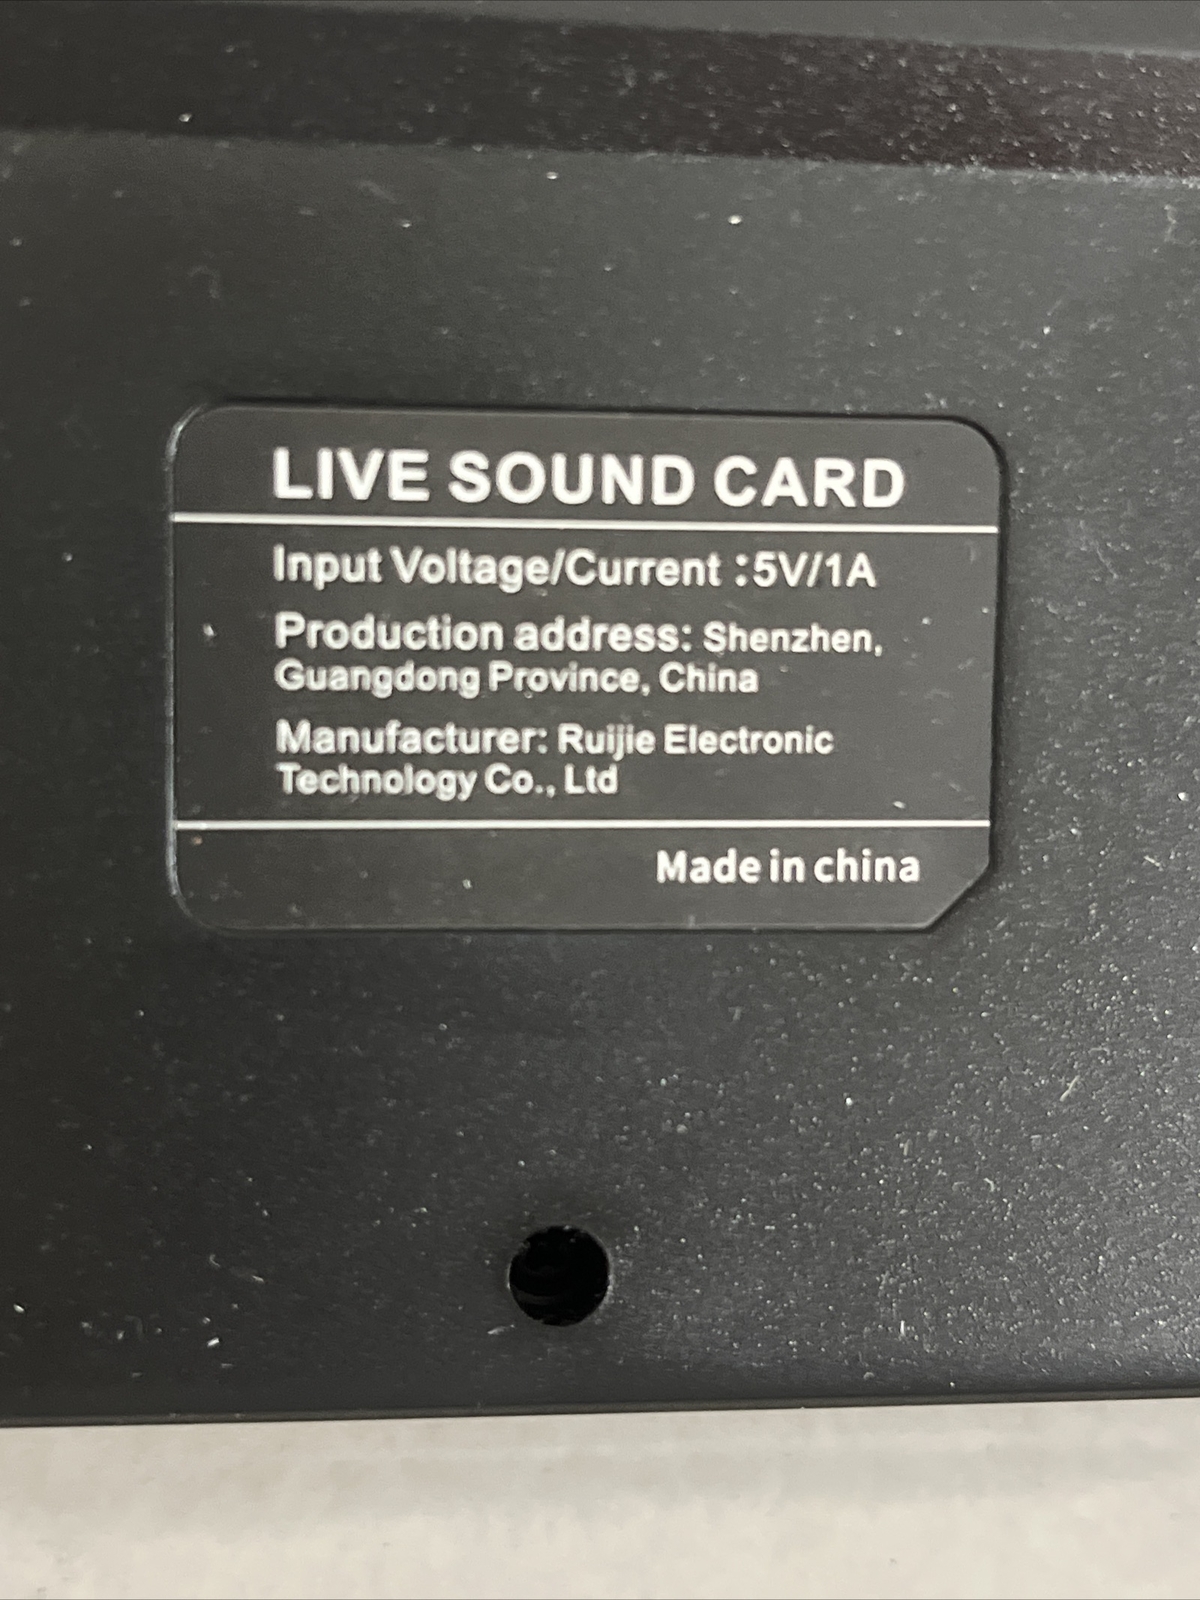 LIVE SOUND CARD
Input Voltage/Current :5V/1A
Production address: Shenzhen,
Guangdong Province, China
Manufacturer: Ruijie Electronic
Technology Co., Ltd
Made in china